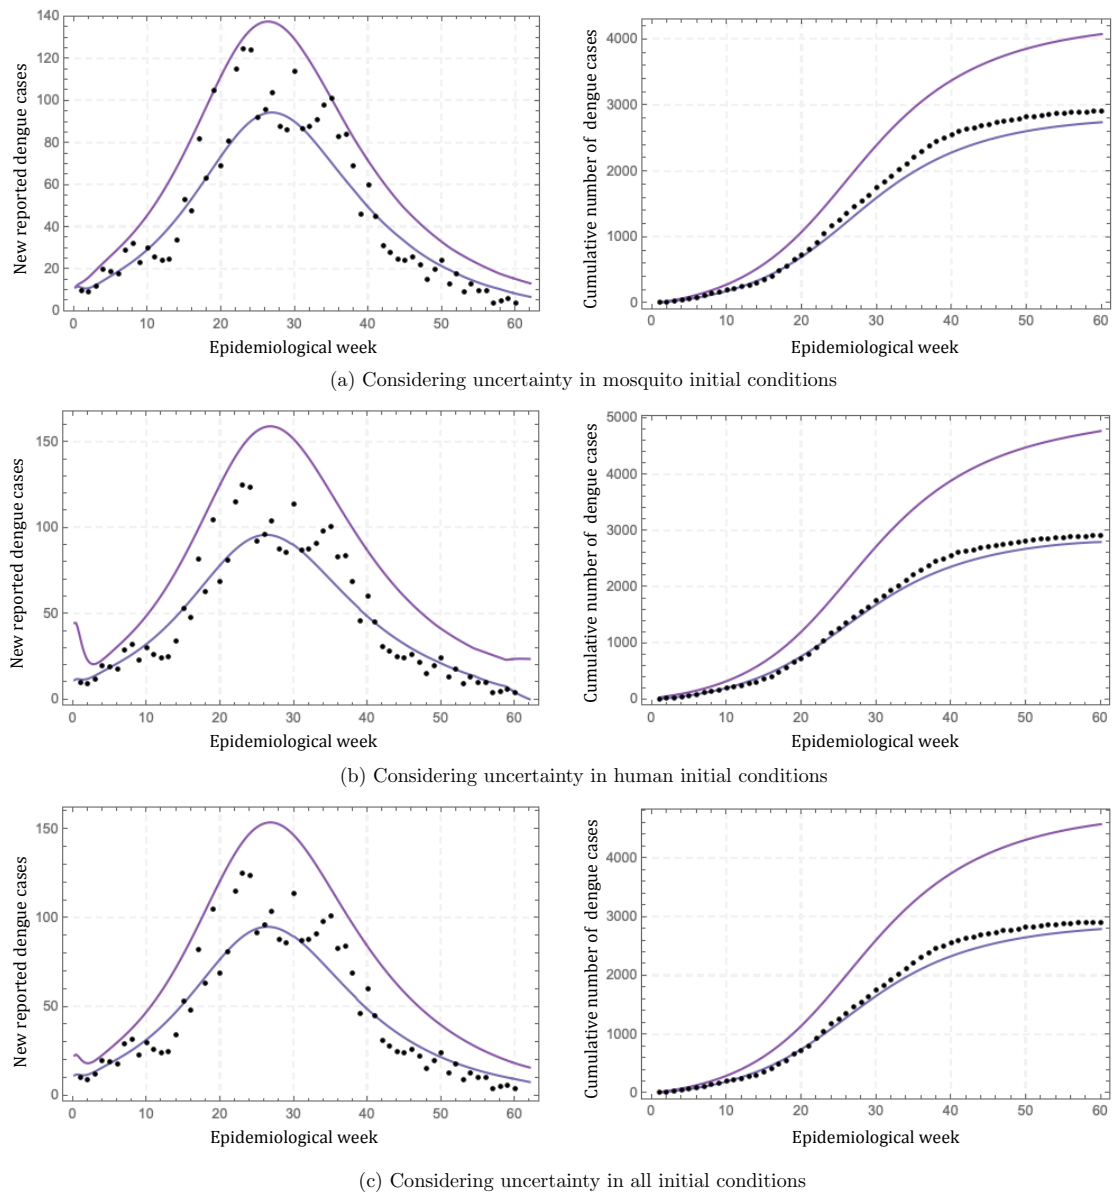 New reported dengue cases
140
120
100
80
60
40
20
0
0 10 20 30 40 50 60
Epidemiological week
Cumulative number of dengue cases
4000
3000
2000
1000
0
0 10 20 30 40 50 60
Epidemiological week
(a) Considering uncertainty in mosquito initial conditions
New reported dengue cases
150
100
50
0
0 10 20 30 40 50 60
Epidemiological week
Cumulative number of dengue cases
5000
4000
3000
2000
1000
0
0 10 20 30 40 50 60
Epidemiological week
(b) Considering uncertainty in human initial conditions
New reported dengue cases
150
100
50
0
0 10 20 30 40 50 60
Epidemiological week
Cumulative number of dengue cases
4000
3000
2000
1000
0
0 10 20 30 40 50 60
Epidemiological week
(c) Considering uncertainty in all initial conditions